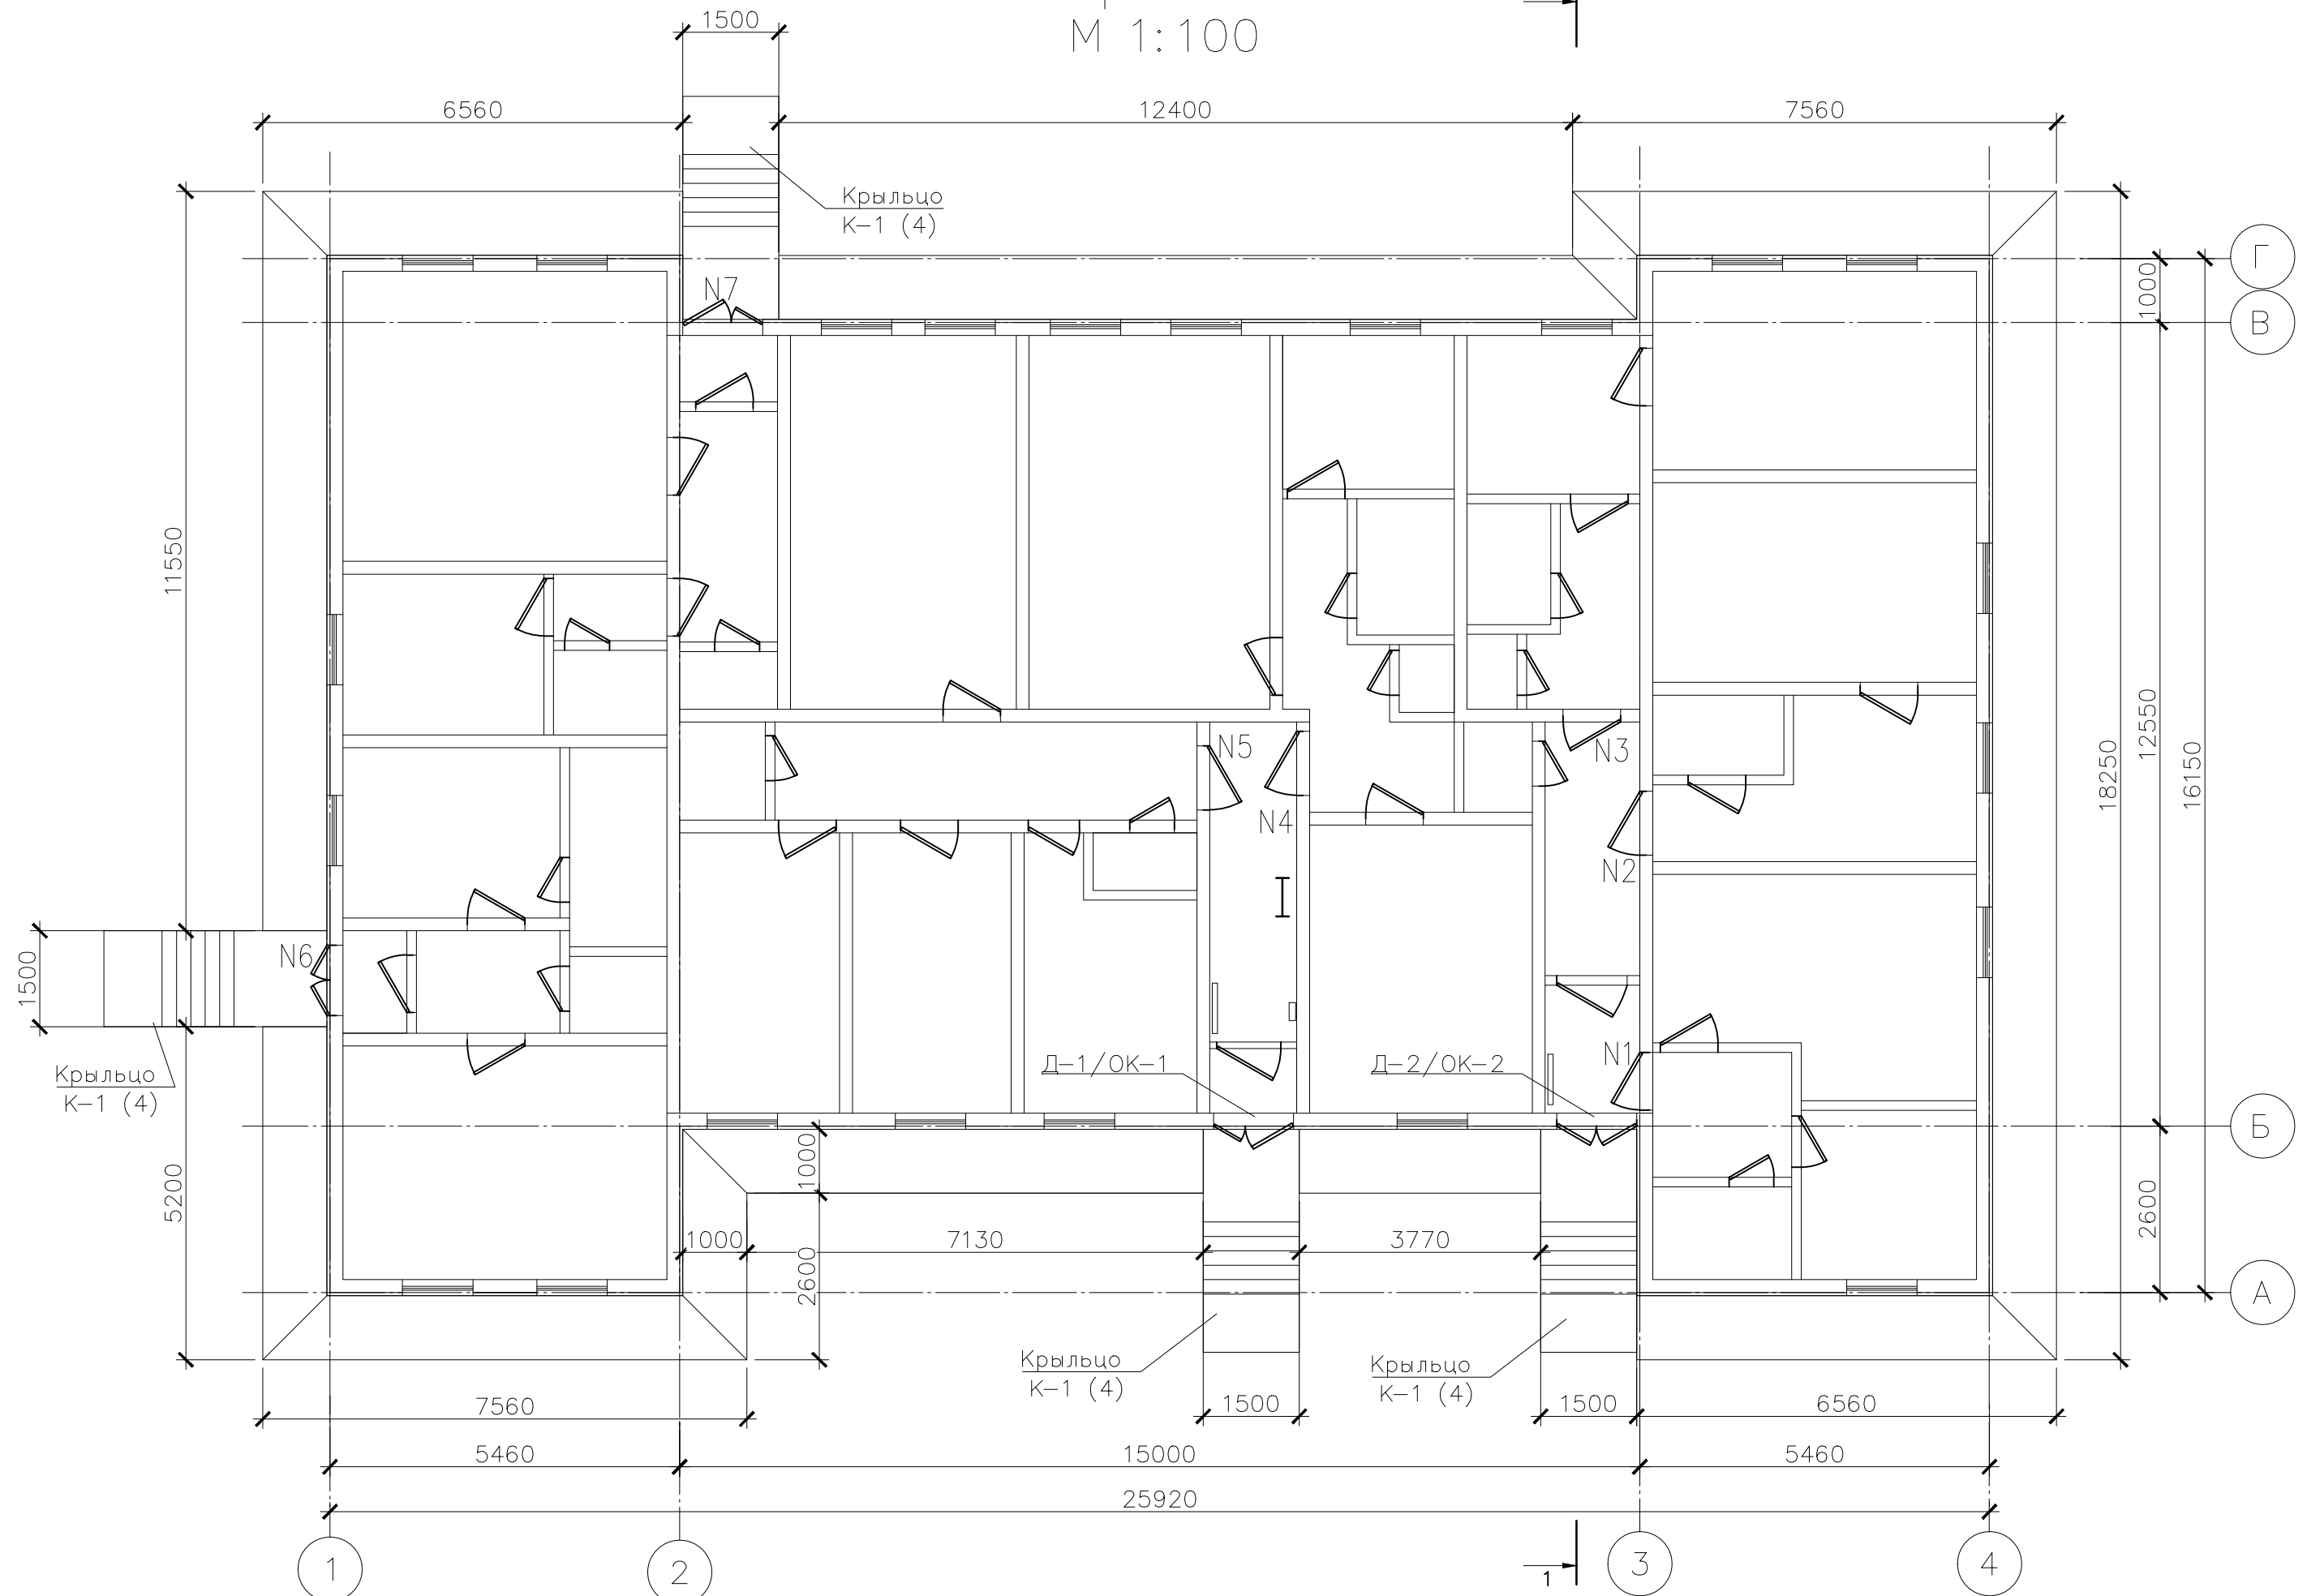 1500
М 1:100
6560
12400
7560
Крыльцо
К-1 (4)
Г
1000
N7
В
11550
12550
18250
16150
N5
N3
N4
N2
N6
1500
N1
Д-1/ОК-1
Д-2/ОК-2
Крыльцо
К-1 (4)
Б
1000
5200
2600
1000
7130
3770
2600
А
Крыльцо
К-1 (4)
Крыльцо
К-1 (4)
7560
1500
1500
6560
5460
15000
5460
25920
1
2
3
4
1